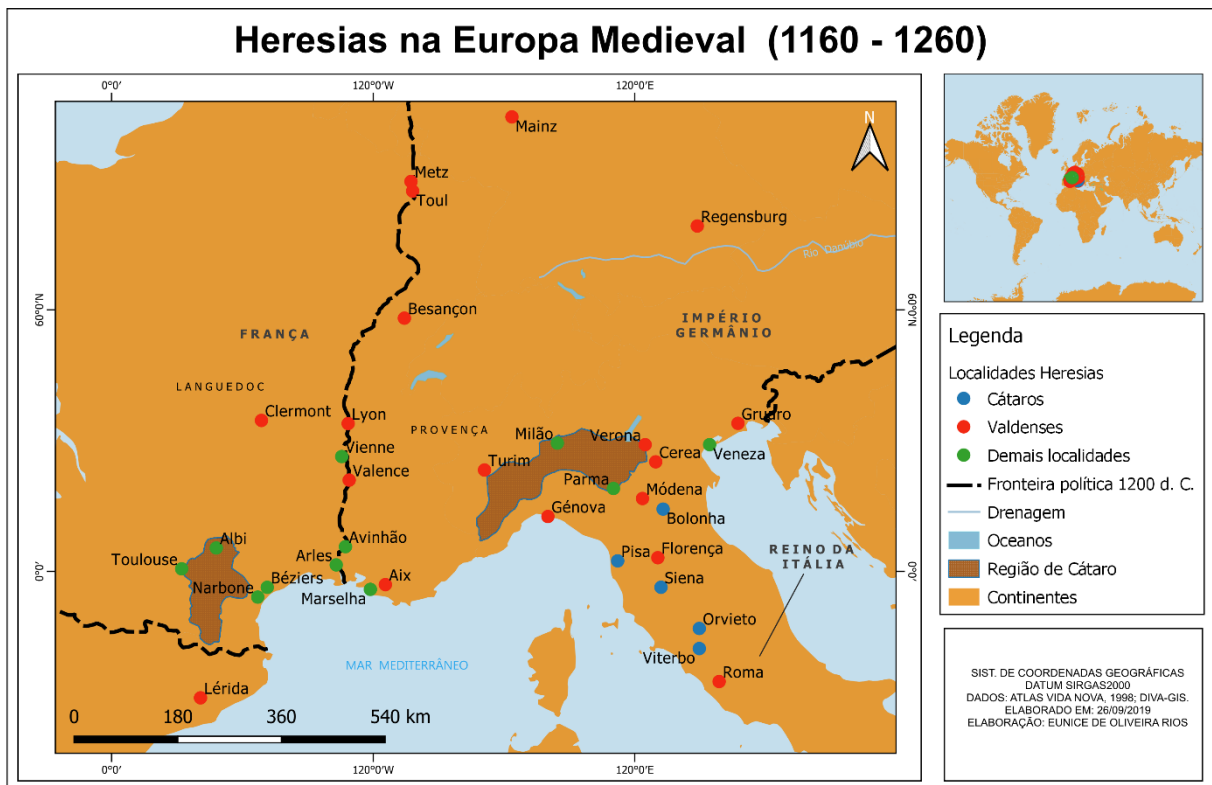 Heresias na Europa Medieval (1160 - 1260)
0°0'
120°0'W
120°0'E
N
Mainz
Metz
Toul
Regensburg
Rio Danúbio
60°0'N
60°0'N
Besançon
FRANÇA
IMPÉRIO
GERMÂNIO
LANGUEDOC
Clermont
Lyon
PROVENÇA
Gruaro
Vienne
Milão
Verona
Veneza
Valence
Turim
Cerea
Parma
Módena
Génova
Bolonha
Albi
Avinhão
Toulouse
Arles
Pisa
Florença
REINO DA
ITÁLIA
0°0'
0°0'
Narbone
Béziers
Aix
Marselha
Siena
Orvieto
Viterbo
MAR MEDITERRÂNEO
Roma
Lérida
0
180
360
540 km
0°0'
120°0'W
120°0'E
Legenda
Localidades Heresias
Cátaros
Valdenses
Demais localidades
Fronteira política 1200 d. C.
Drenagem
Oceanos
Região de Cátaro
Continentes
SIST. DE COORDENADAS GEOGRÁFICAS
DATUM SIRGAS2000
DADOS: ATLAS VIDA NOVA, 1998; DIVA-GIS.
ELABORADO EM: 26/09/2019
ELABORAÇÃO: EUNICE DE OLIVEIRA RIOS